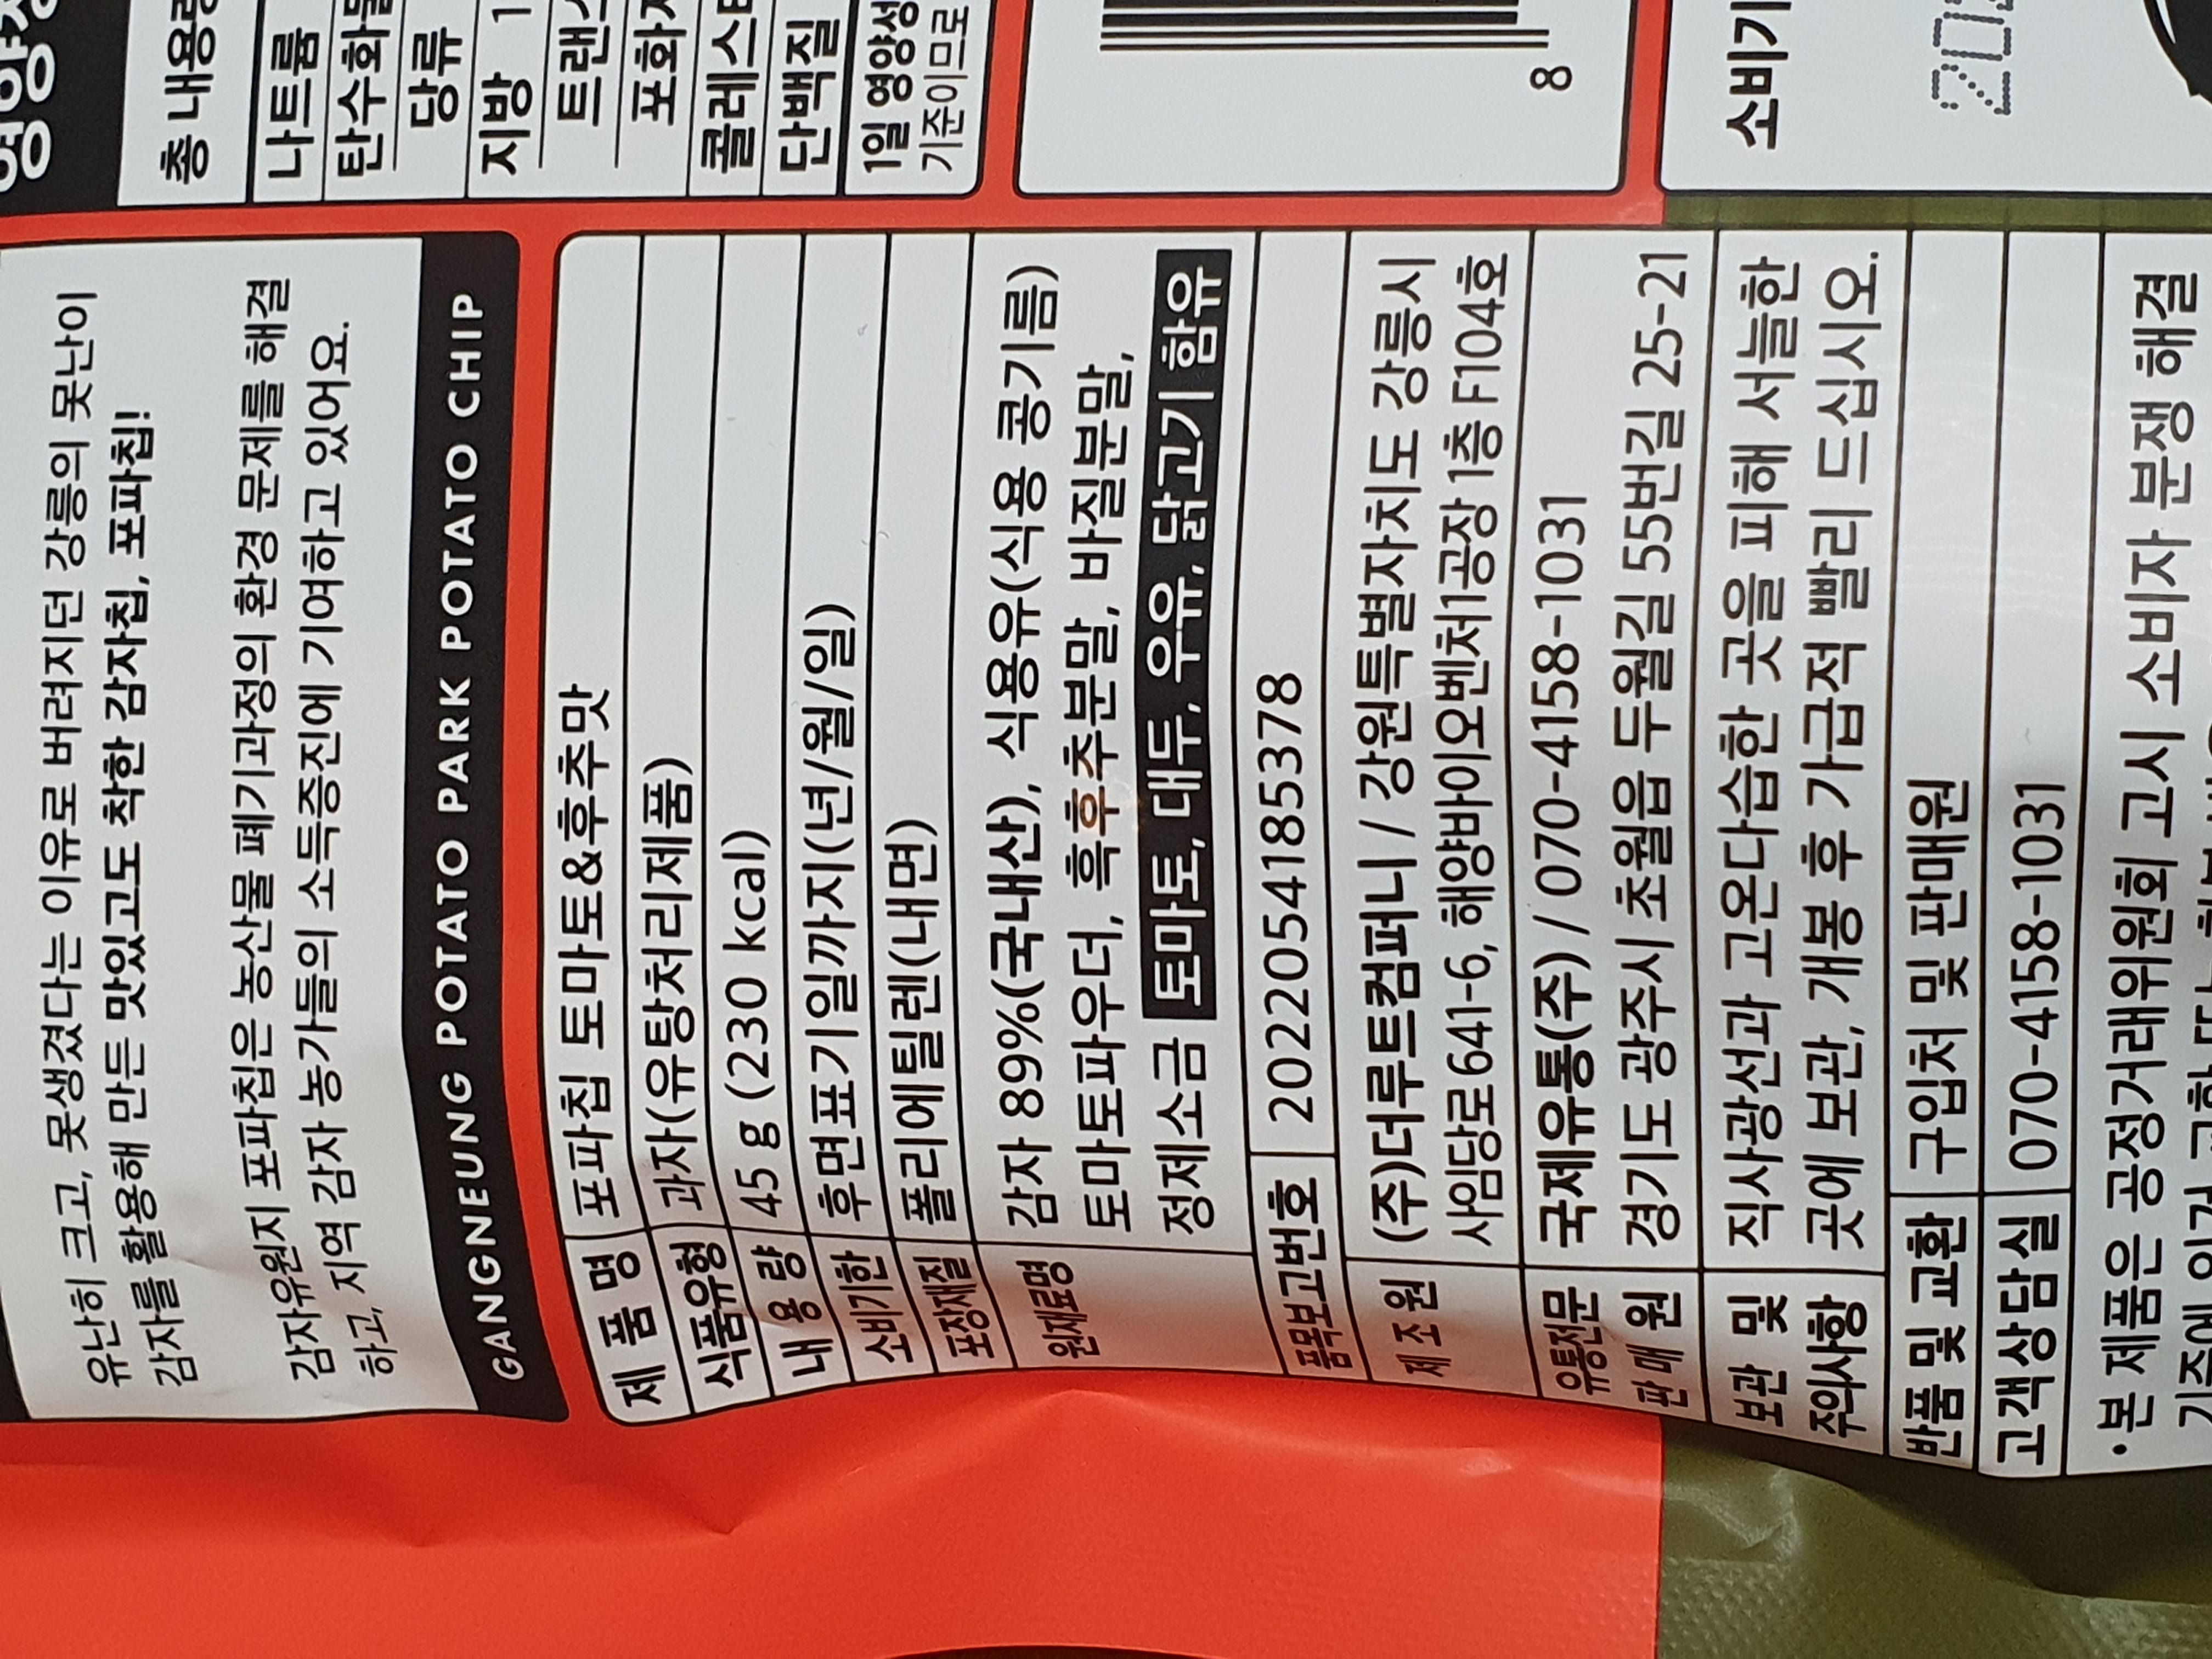 유난히 크고, 못생겼다는 이유로 버려지던 강릉의 못난이
감자를 활용해 만든 맛있고도 착한 감자칩, 포파칩!
감자유원지 포파칩은 농산물 폐기과정의 환경 문제를 해결
하고, 지역 감자 농가들의 소득증진에 기여하고 있어요.
GANGNEUNG POTATO PARK POTATO CHIP
제 품 명 포파칩 토마토&후추맛
식품유형 과자(유탕처리제품)
내 용 량 45 g (230 kcal)
소비기한 후면표기일까지(년/월/일)
포장재질 폴리에틸렌(내면)
원재료명 감자 89%(국내산), 식용유(식용 콩기름)
토마토파우더, 흑후추분말, 바질분말,
정제소금 토마토, 대두, 우유, 닭고기 함유
품목보고번호 2022054185378
제 조 원 (주)더루트컴퍼니 / 강원특별자치도 강릉시
사임당로 641-6, 해양바이오벤처1공장 1층 F104호
유통전문 국제유통(주) / 070-4158-1031
판 매 원 경기도 광주시 초월읍 두월길 55번길 25-21
보관 및 직사광선과 고온다습한 곳을 피해 서늘한
주의사항 곳에 보관, 개봉 후 가급적 빨리 드십시오.
반품 및 교환 구입처 및 판매원
고객상담실 070-4158-1031
·본 제품은 공정거래위원회 고시 소비자 분쟁 해결
총 내용량
나트륨
탄수화물
당류
지방 1
트랜스
포화지
콜레스테
단백질
1일 영양성
기준이므로
8
소비기
202